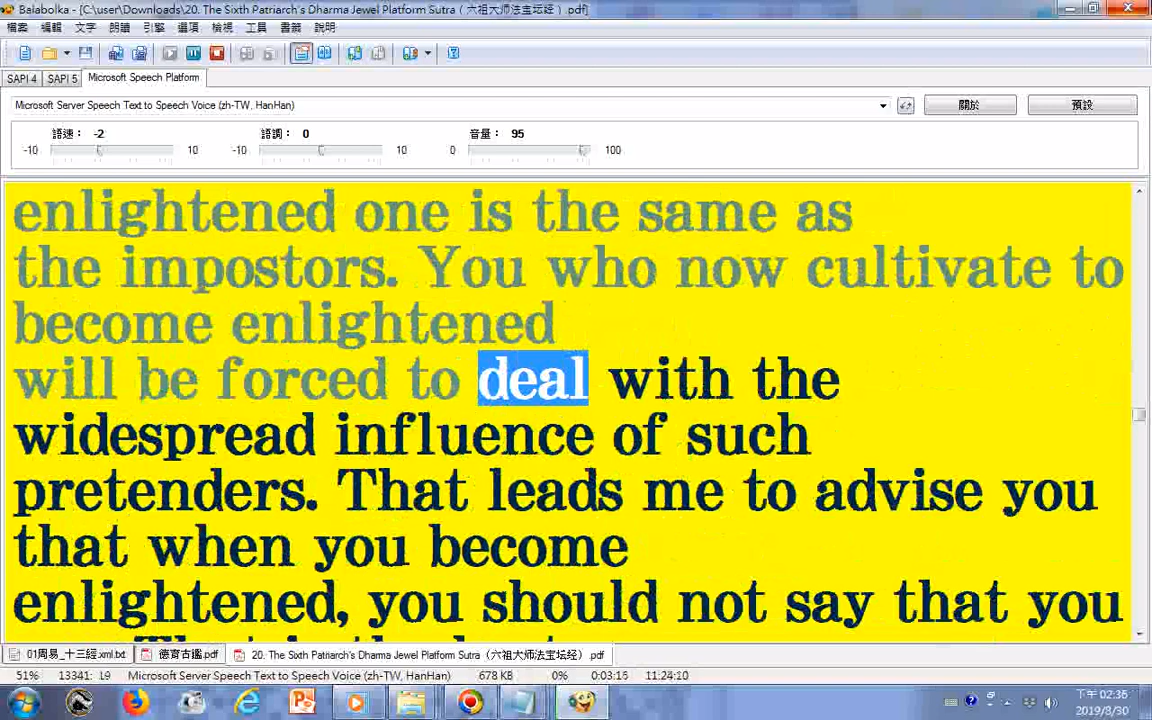 Balabolka - [C:\user\Downloads\20. The Sixth Patriarch's Dharma Jewel Platform Sutra（六祖大师法宝坛经）.pdf]
檔案 編輯 文字 朗讀 引擎 選項 檢視 工具 書籤 說明
SAPI 4 SAPI 5 Microsoft Speech Platform
Microsoft Server Speech Text to Speech Voice (zh-TW, HanHan) 關於 預設
語速： -2 語調： 0 音量： 95
-10 10 -10 10 0 100
enlightened one is the same as
the impostors. You who now cultivate to
become enlightened
will be forced to deal with the
widespread influence of such
pretenders. That leads me to advise you
that when you become
enlightened, you should not say that you
01周易_十三經.xml.txt 德育古鑑.pdf 20. The Sixth Patriarch's Dharma Jewel Platform Sutra（六祖大师法宝坛经）.pdf
51% 13341: 19 Microsoft Server Speech Text to Speech Voice (zh-TW, HanHan) 678 KB 0% 0:03:15 11:24:10
下午 02:35
2019/8/30